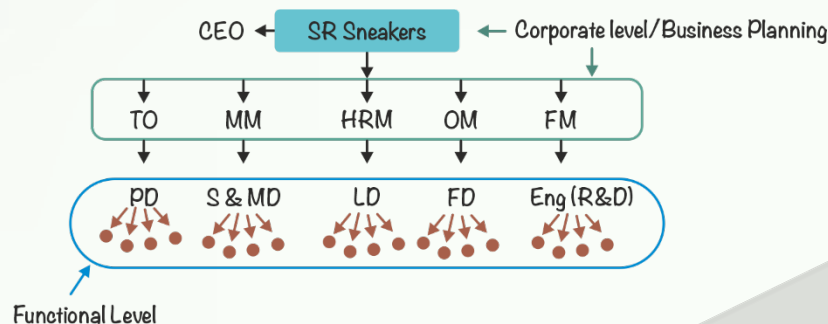 CEO SR Sneakers Corporate level/Business Planning
TO MM HRM OM FM
PD S & MD LD FD Eng (R&D)
Functional Level